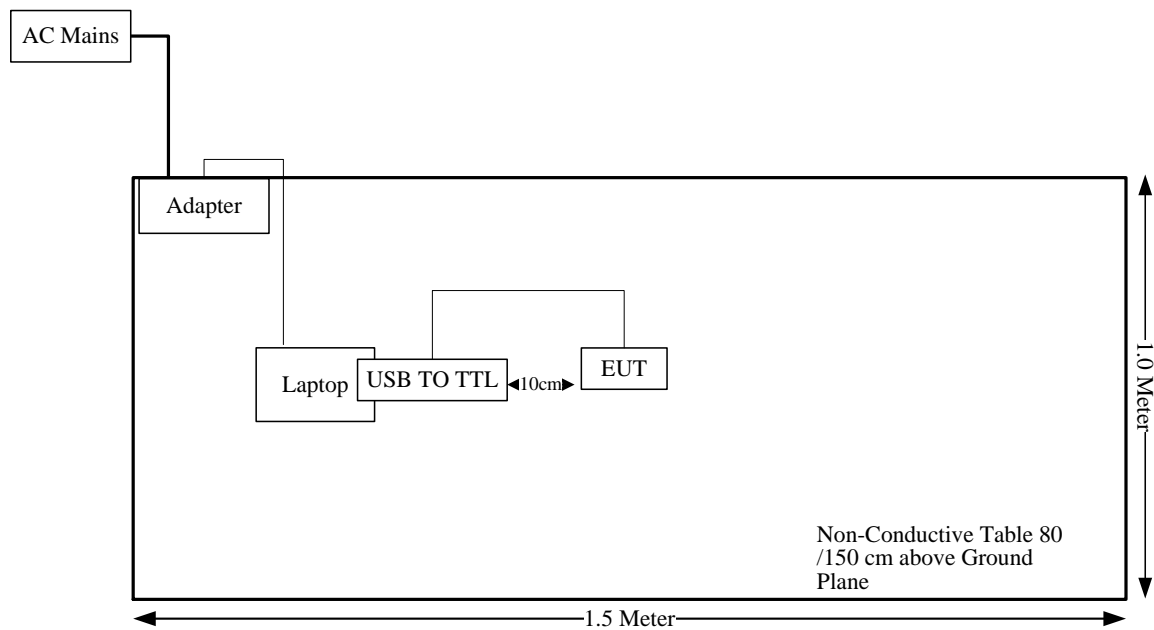 AC Mains
Adapter
Laptop
USB TO TTL
10cm
EUT
1.0 Meter
Non-Conductive Table 80
/150 cm above Ground
Plane
1.5 Meter